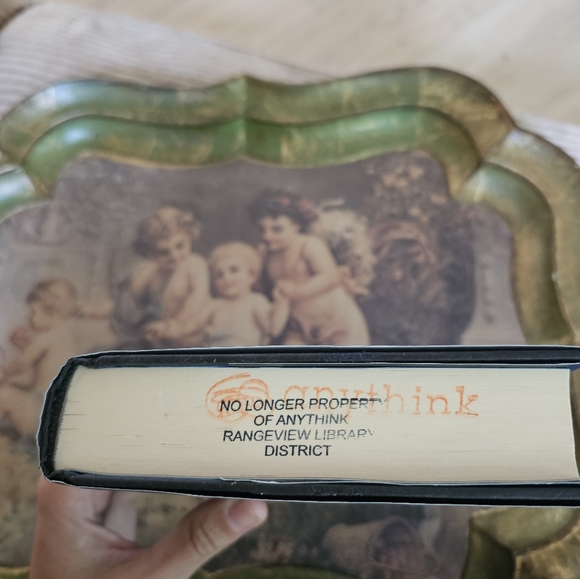 anythink
NO LONGER PROPERTY
OF ANYTHINK
RANGEVIEW LIBRARY
DISTRICT